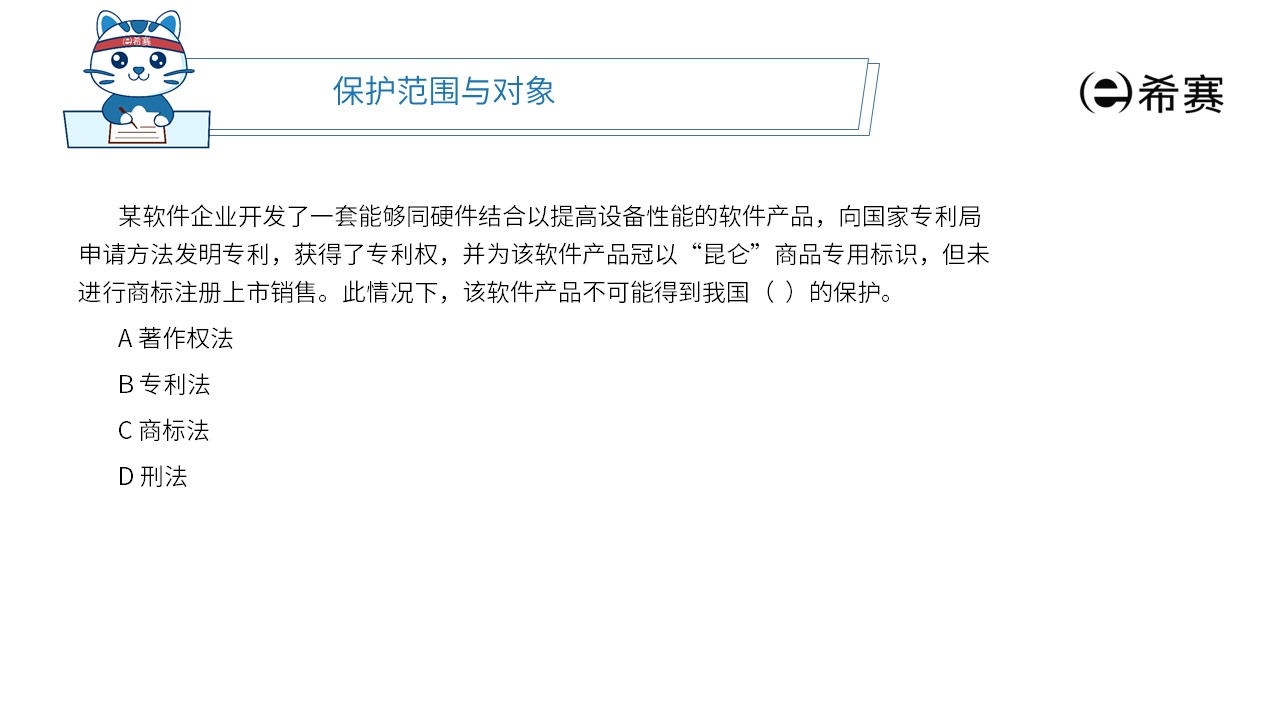 希赛
保护范围与对象
希赛
某软件企业开发了一套能够同硬件结合以提高设备性能的软件产品，向国家专利局
申请方法发明专利，获得了专利权，并为该软件产品冠以“昆仑”商品专用标识，但未
进行商标注册上市销售。此情况下，该软件产品不可能得到我国（ ）的保护。
A 著作权法
B 专利法
C 商标法
D 刑法